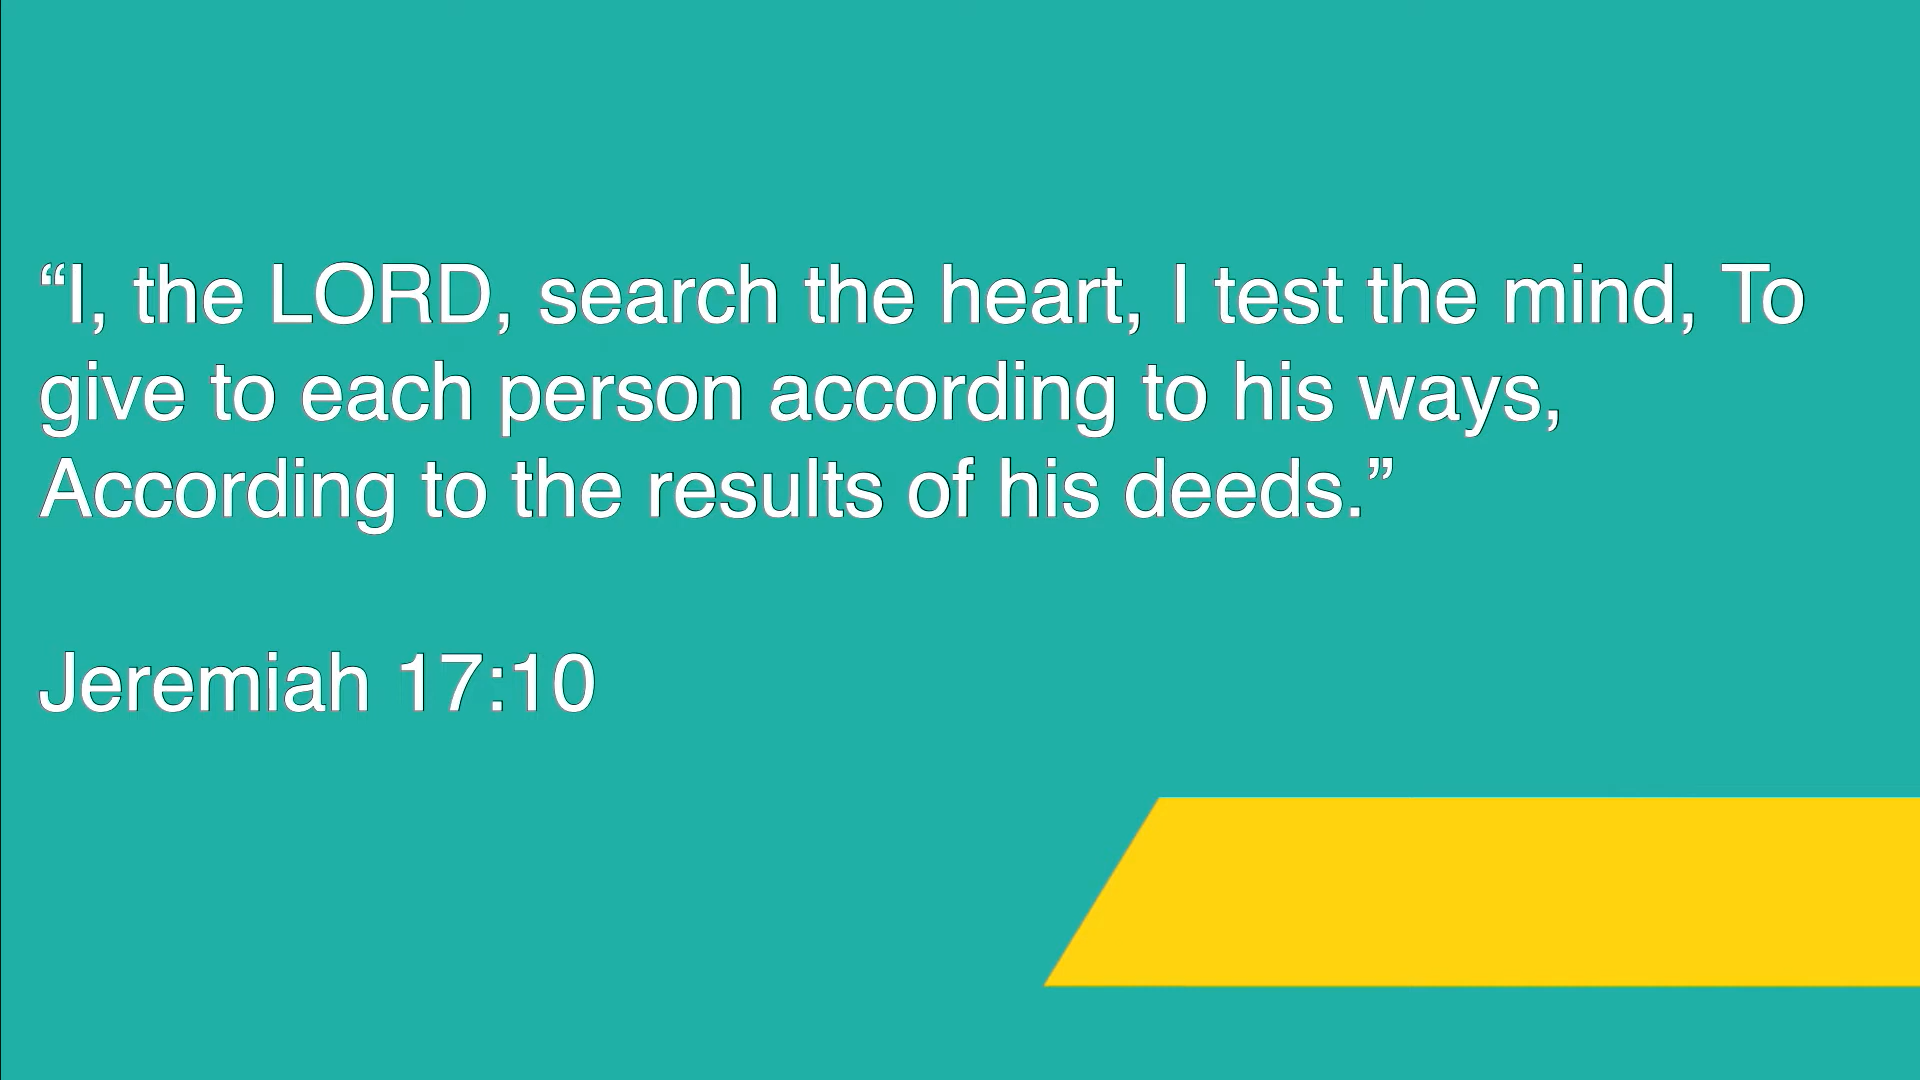 “I, the LORD, search the heart, I test the mind, To
give to each person according to his ways,
According to the results of his deeds.”
Jeremiah 17:10